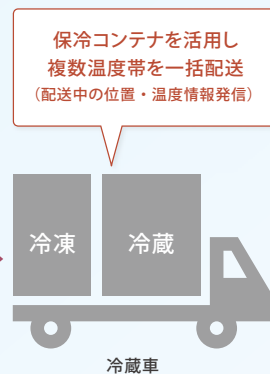 保冷コンテナを活用し
複数温度帯を一括配送
（配送中の位置・温度情報発信）
冷凍
冷蔵
冷蔵車